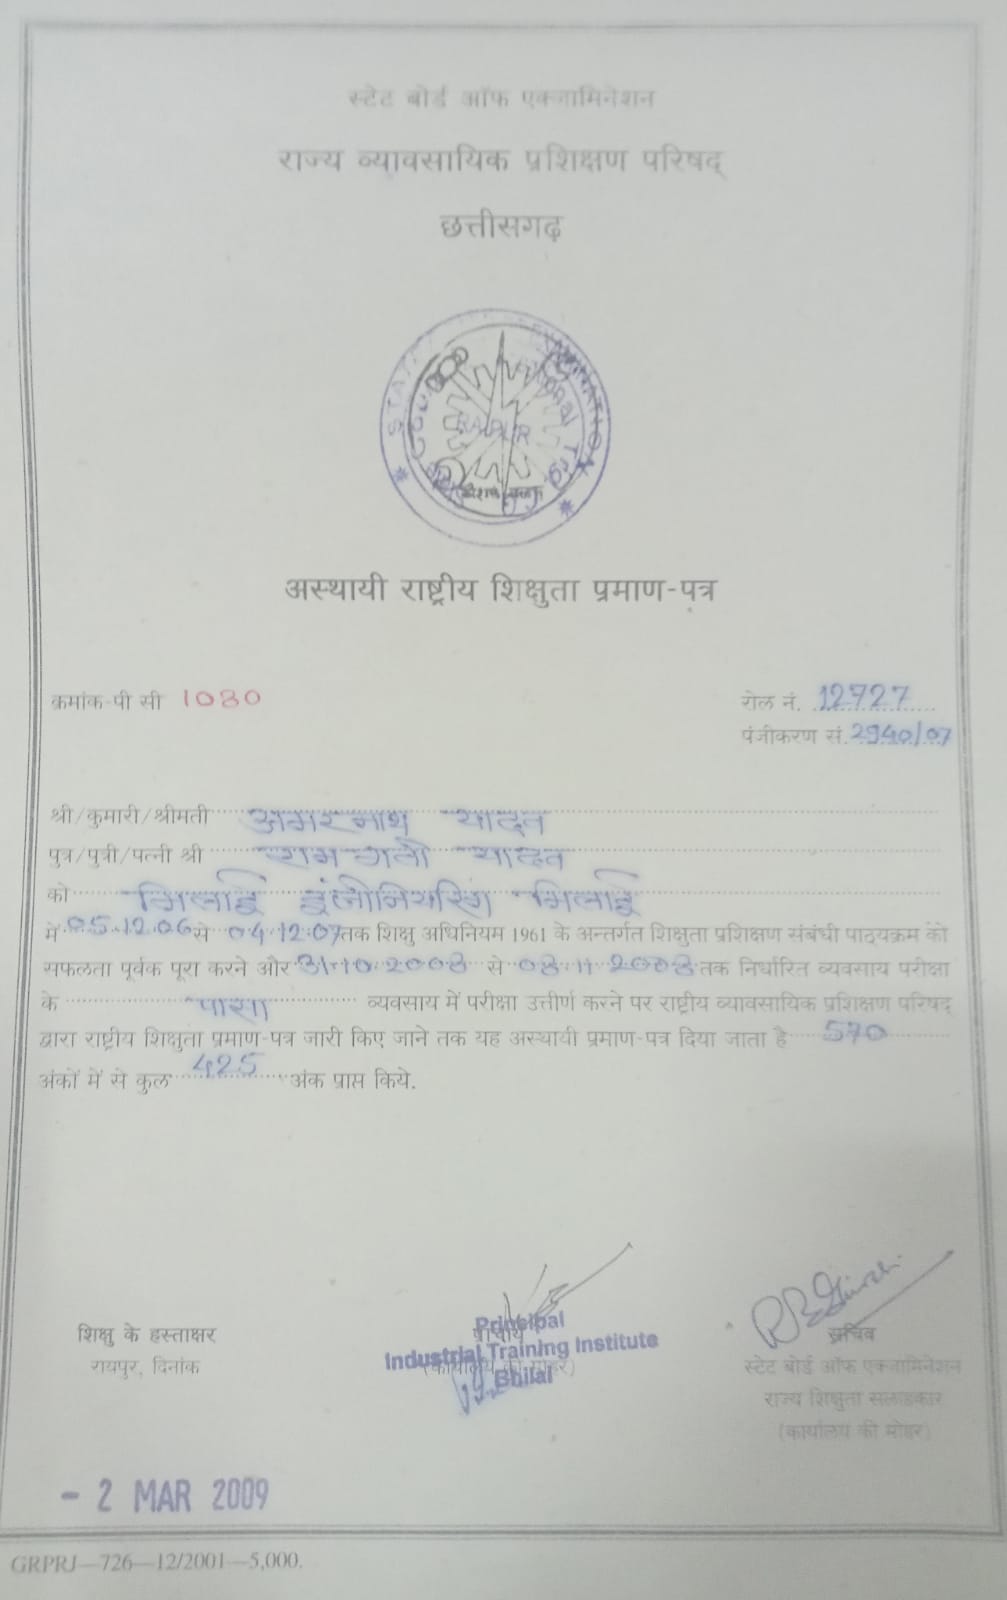 स्टेट बोर्ड ऑफ एक्जामिनेशन
राज्य व्यावसायिक प्रशिक्षण परिषद्
छत्तीसगढ़
RAIPUR
अस्थायी राष्ट्रीय शिक्षुता प्रमाण-पत्र
क्रमांक-पी सी 1080 रोल नं. 12727
पंजीकरण सं. 2940/07
श्री/कुमारी/श्रीमती अमरनाथ यादव
पुत्र/पुत्री/पत्नी श्री रामगती यादव
को भिलाई इंजीनियरिंग भिलाई
में 05.12.06 से 04.12.07 तक शिक्षु अधिनियम 1961 के अन्तर्गत शिक्षुता प्रशिक्षण संबंधी पाठ्यक्रम को
सफलता पूर्वक पूरा करने और 31.10.2008 से 08.11.2008 तक निर्धारित व्यवसाय परीक्षा
के व्यवसाय में परीक्षा उत्तीर्ण करने पर राष्ट्रीय व्यावसायिक प्रशिक्षण परिषद्
द्वारा राष्ट्रीय शिक्षुता प्रमाण-पत्र जारी किए जाने तक यह अस्थायी प्रमाण-पत्र दिया जाता है 570
अंकों में से कुल 425 अंक प्राप्त किये.
शिक्षु के हस्ताक्षर
रायपुर, दिनांक
प्राचार्य
(कार्यालय की मोहर)
Principal
Industrial Training Institute
Bhilai
सचिव
स्टेट बोर्ड ऑफ एक्जामिनेशन
राज्य शिक्षुता सलाहकार
(कार्यालय की मोहर)
- 2 MAR 2009
GRPRJ—726—12/2001—5,000.